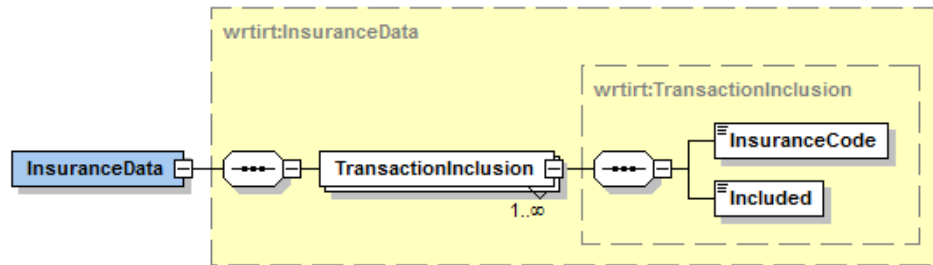 wrtirt:InsuranceData
wrtirt:TransactionInclusion
InsuranceCode
InsuranceData
TransactionInclusion
Included
1..∞